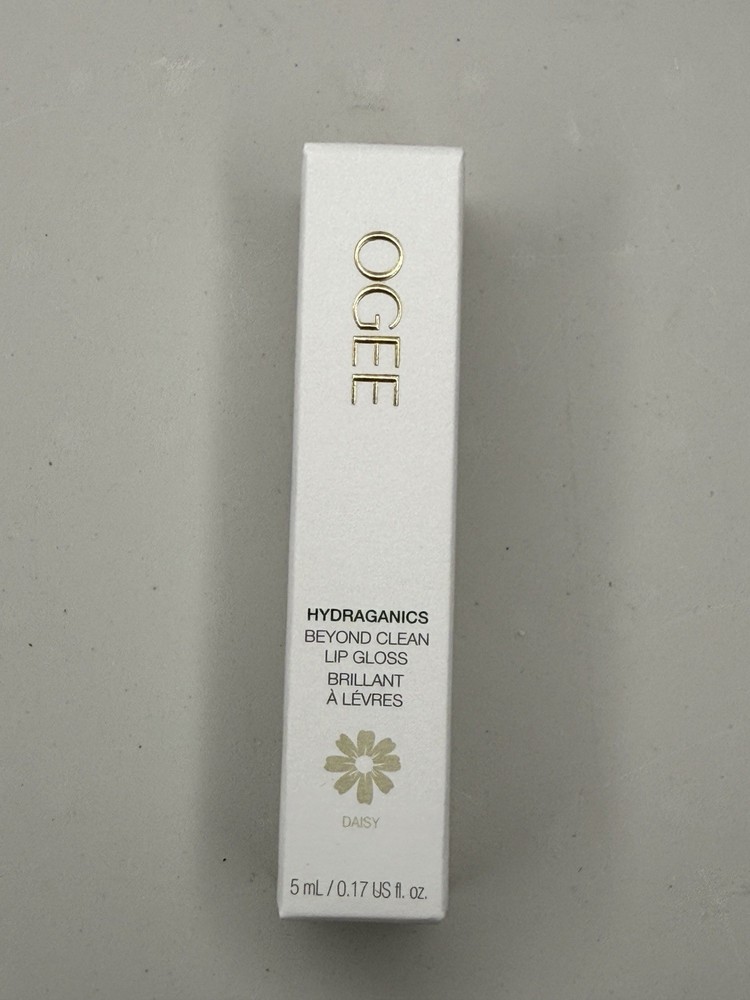 OGEE
HYDRAGANICS
BEYOND CLEAN
LIP GLOSS
BRILLANT
À LÉVRES
DAISY
5 mL / 0.17 US fl. oz.